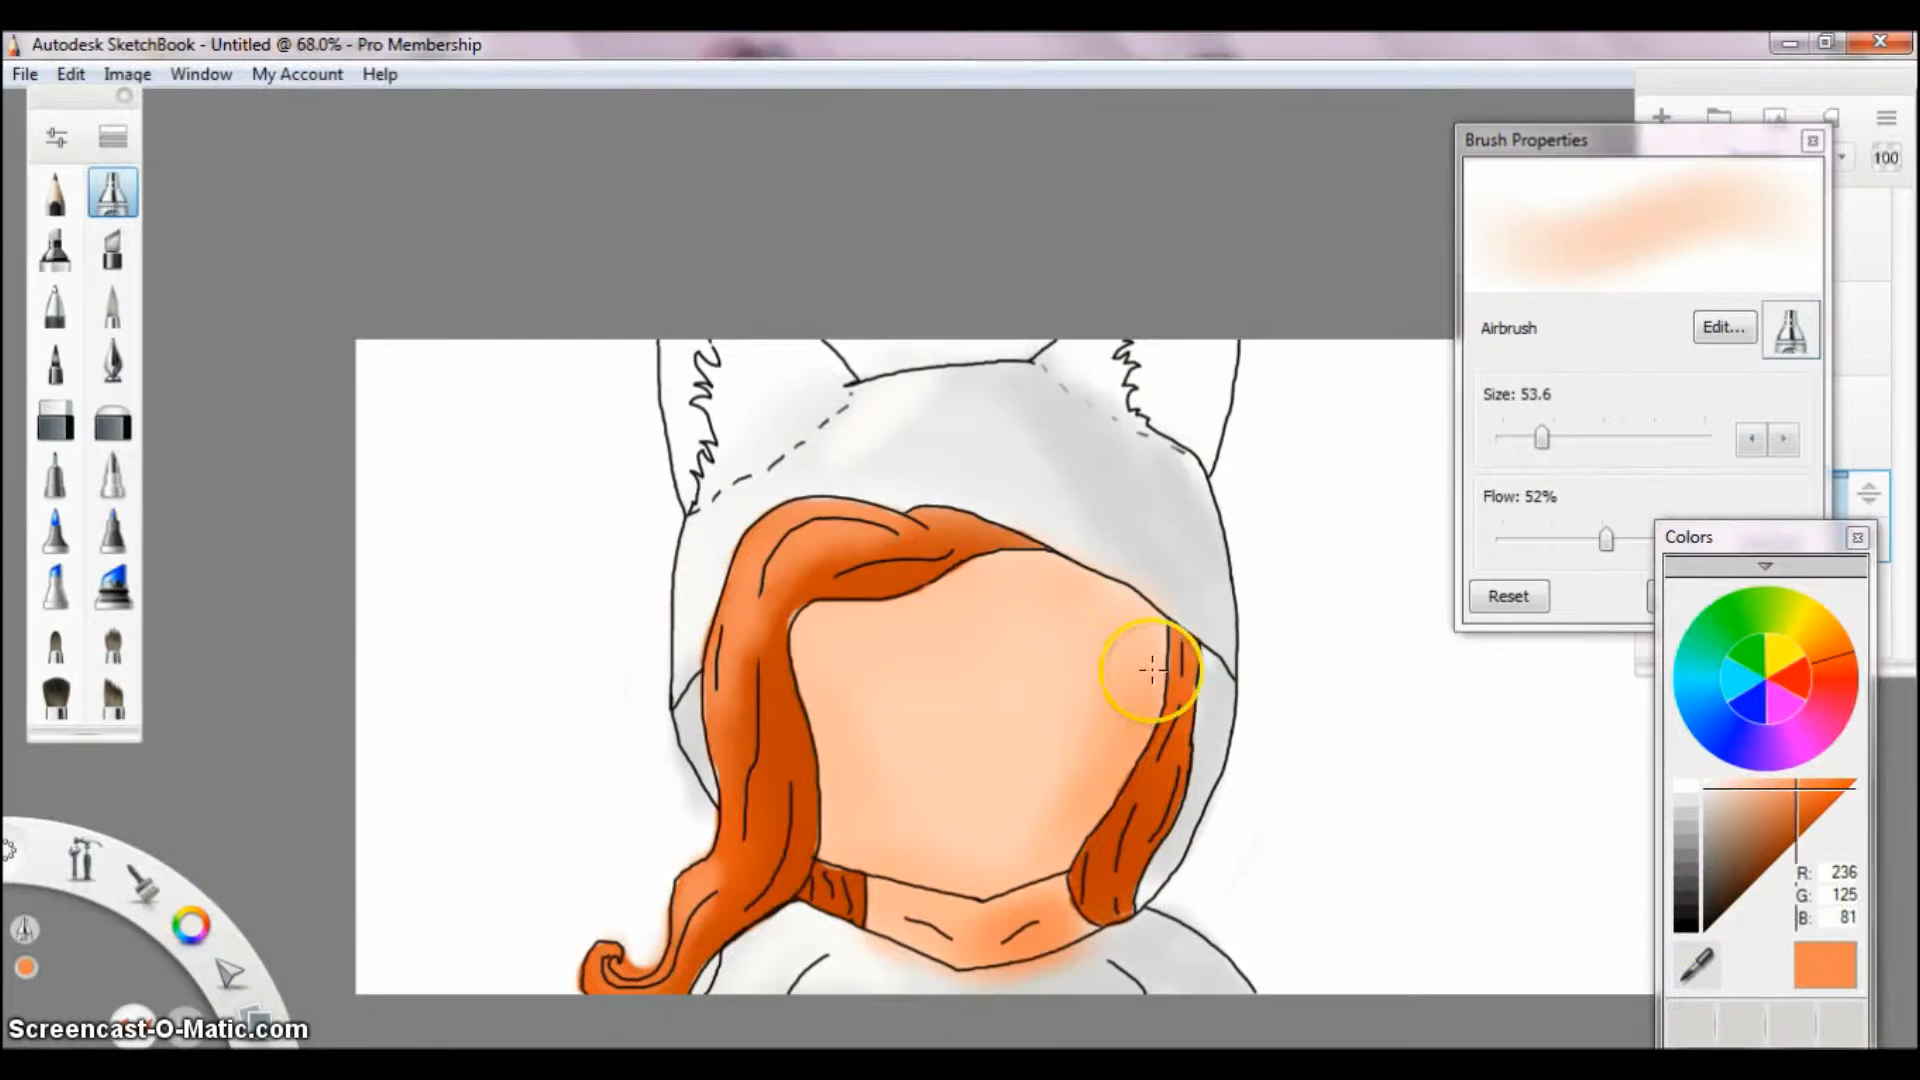 Autodesk SketchBook - Untitled @ 68.0% - Pro Membership
File Edit Image Window My Account Help
100
Brush Properties
Airbrush
Edit...
Size: 53.6
Flow: 52%
Reset
Colors
R: 236
G: 125
B: 81
Screencast-O-Matic.com